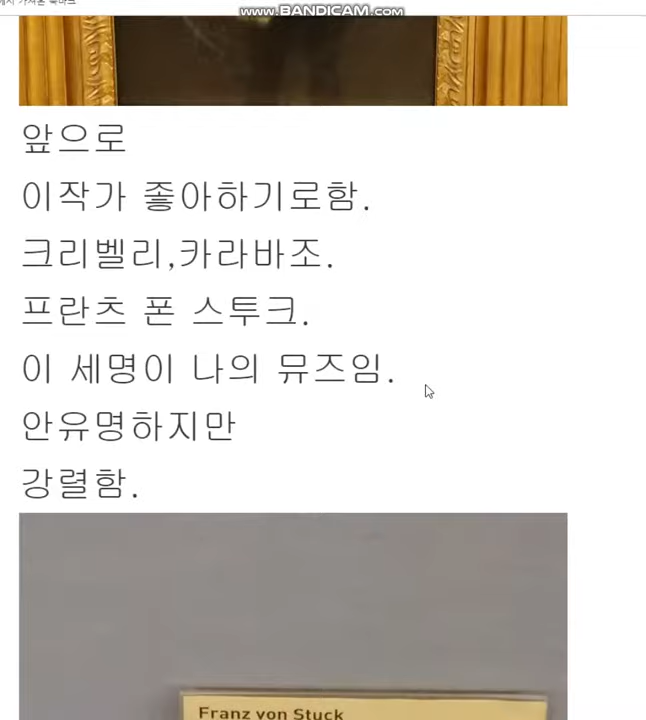 www.BANDICAM.com
앞으로
이작가 좋아하기로함.
크리벨리,카라바조.
프란츠 폰 스투크.
이 세명이 나의 뮤즈임.
안유명하지만
강렬함.
Franz von Stuck